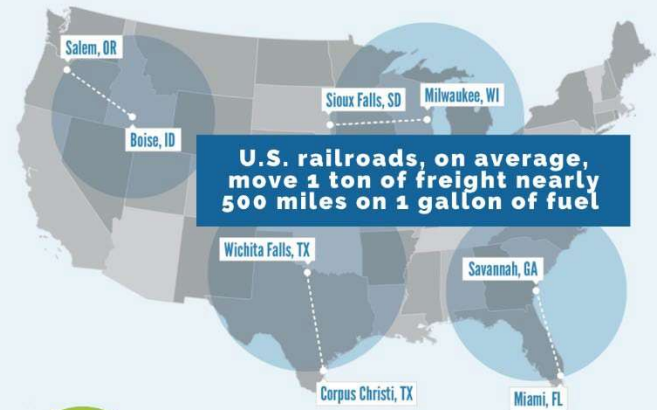 Salem, OR
Boise, ID
Sioux Falls, SD
Milwaukee, WI
U.S. railroads, on average,
move 1 ton of freight nearly
500 miles on 1 gallon of fuel
Wichita Falls, TX
Savannah, GA
Corpus Christi, TX
Miami, FL